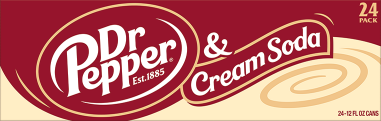 24
PACK
Dr
Pepper®
Est.1885
&
Cream Soda
24-12 FL OZ CANS